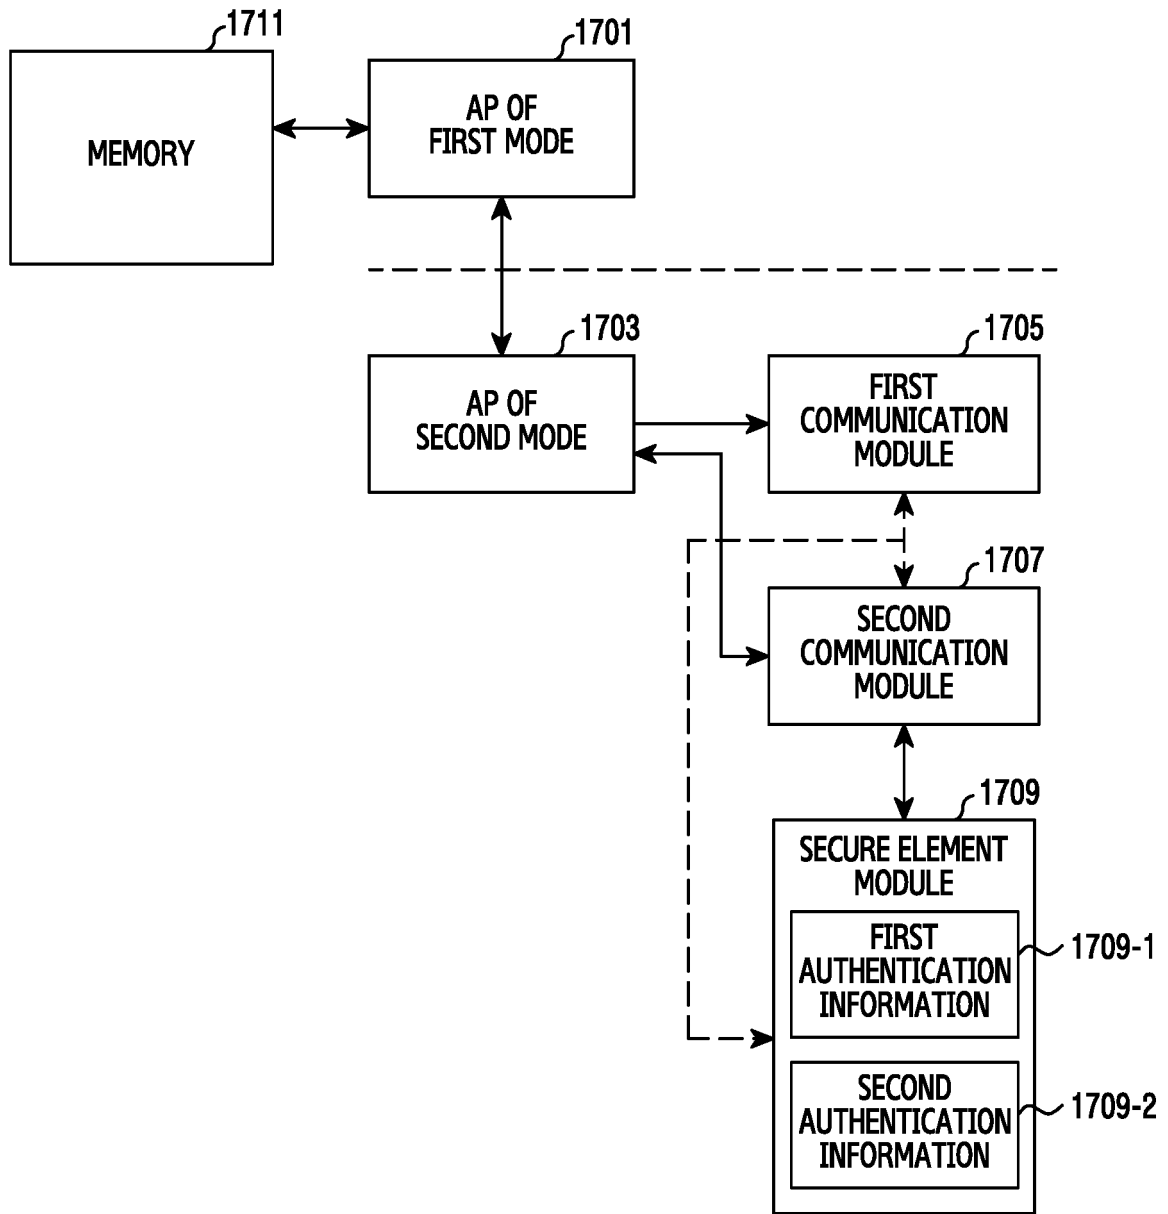 1711
MEMORY
1701
AP OF
FIRST MODE
1703
AP OF
SECOND MODE
1705
FIRST
COMMUNICATION
MODULE
1707
SECOND
COMMUNICATION
MODULE
1709
SECURE ELEMENT
MODULE
FIRST
AUTHENTICATION
INFORMATION
1709-1
SECOND
AUTHENTICATION
INFORMATION
1709-2